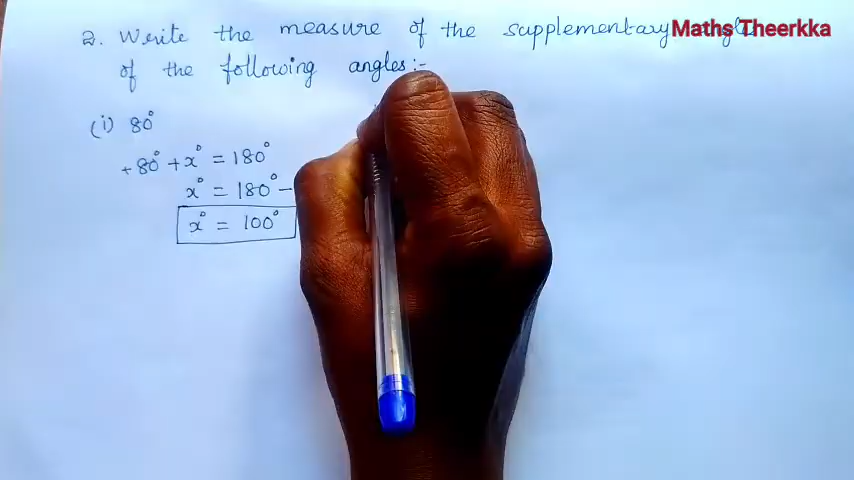 2. Write the measure of the supplementary Maths Theerkka
of the following angles:-
(i) 80°
+80° + x° = 180°
x° = 180° -
x° = 100°